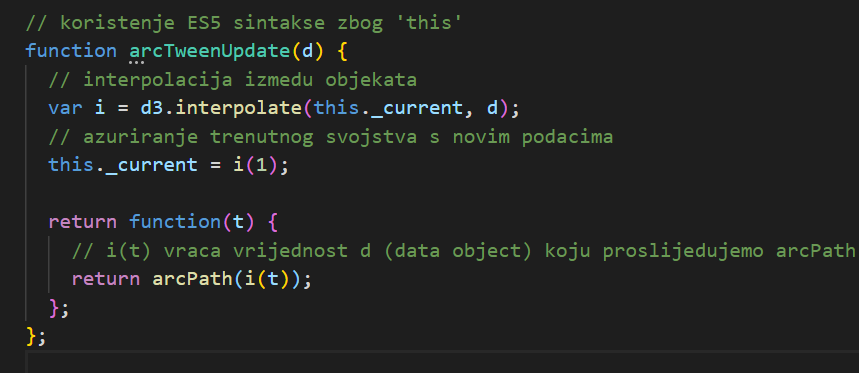 // koristenje ES5 sintakse zbog 'this'
function arcTweenUpdate(d) {
// interpolacija izmedu objekata
var i = d3.interpolate(this._current, d);
// azuriranje trenutnog svojstva s novim podacima
this._current = i(1);
return function(t) {
// i(t) vraca vrijednost d (data object) koju proslijedujemo arcPath
return arcPath(i(t));
};
};